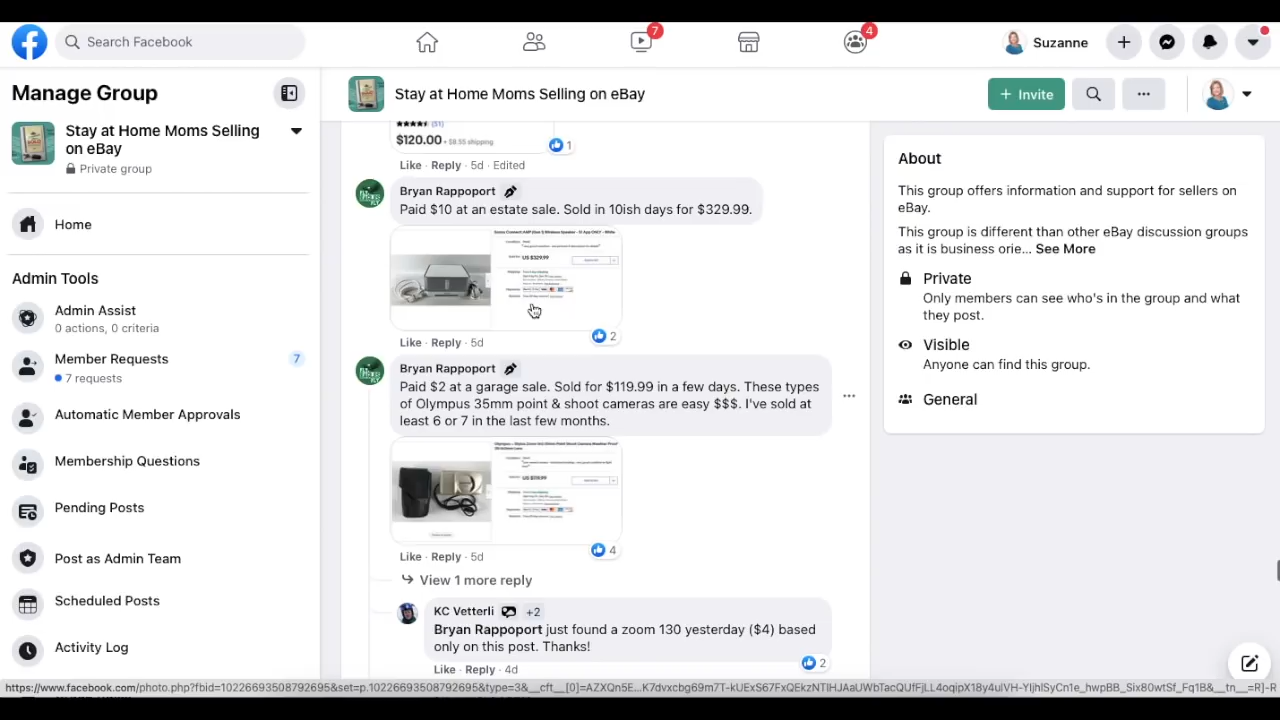 Search Facebook
7
4
Suzanne
Manage Group
Stay at Home Moms Selling
on eBay
Private group
Home
Admin Tools
Admin Assist
0 actions, 0 criteria
Member Requests
7
7 requests
Automatic Member Approvals
Membership Questions
Pending Posts
Post as Admin Team
Scheduled Posts
Activity Log
Stay at Home Moms Selling on eBay
+ Invite
(51)
$120.00 + $8.55 shipping
1
Like · Reply · 5d · Edited
Bryan Rappoport
Paid $10 at an estate sale. Sold in 10ish days for $329.99.
US $329.99
2
Like · Reply · 5d
Bryan Rappoport
Paid $2 at a garage sale. Sold for $119.99 in a few days. These types
of Olympus 35mm point & shoot cameras are easy $$$. I've sold at
least 6 or 7 in the last few months.
4
Like · Reply · 5d
View 1 more reply
KC Vetterli +2
Bryan Rappoport just found a zoom 130 yesterday ($4) based
only on this post. Thanks!
2
Like · Reply · 4d
About
This group offers information and support for sellers on
eBay.
This group is different than other eBay discussion groups
as it is business orie... See More
Private
Only members can see who's in the group and what
they post.
Visible
Anyone can find this group.
General